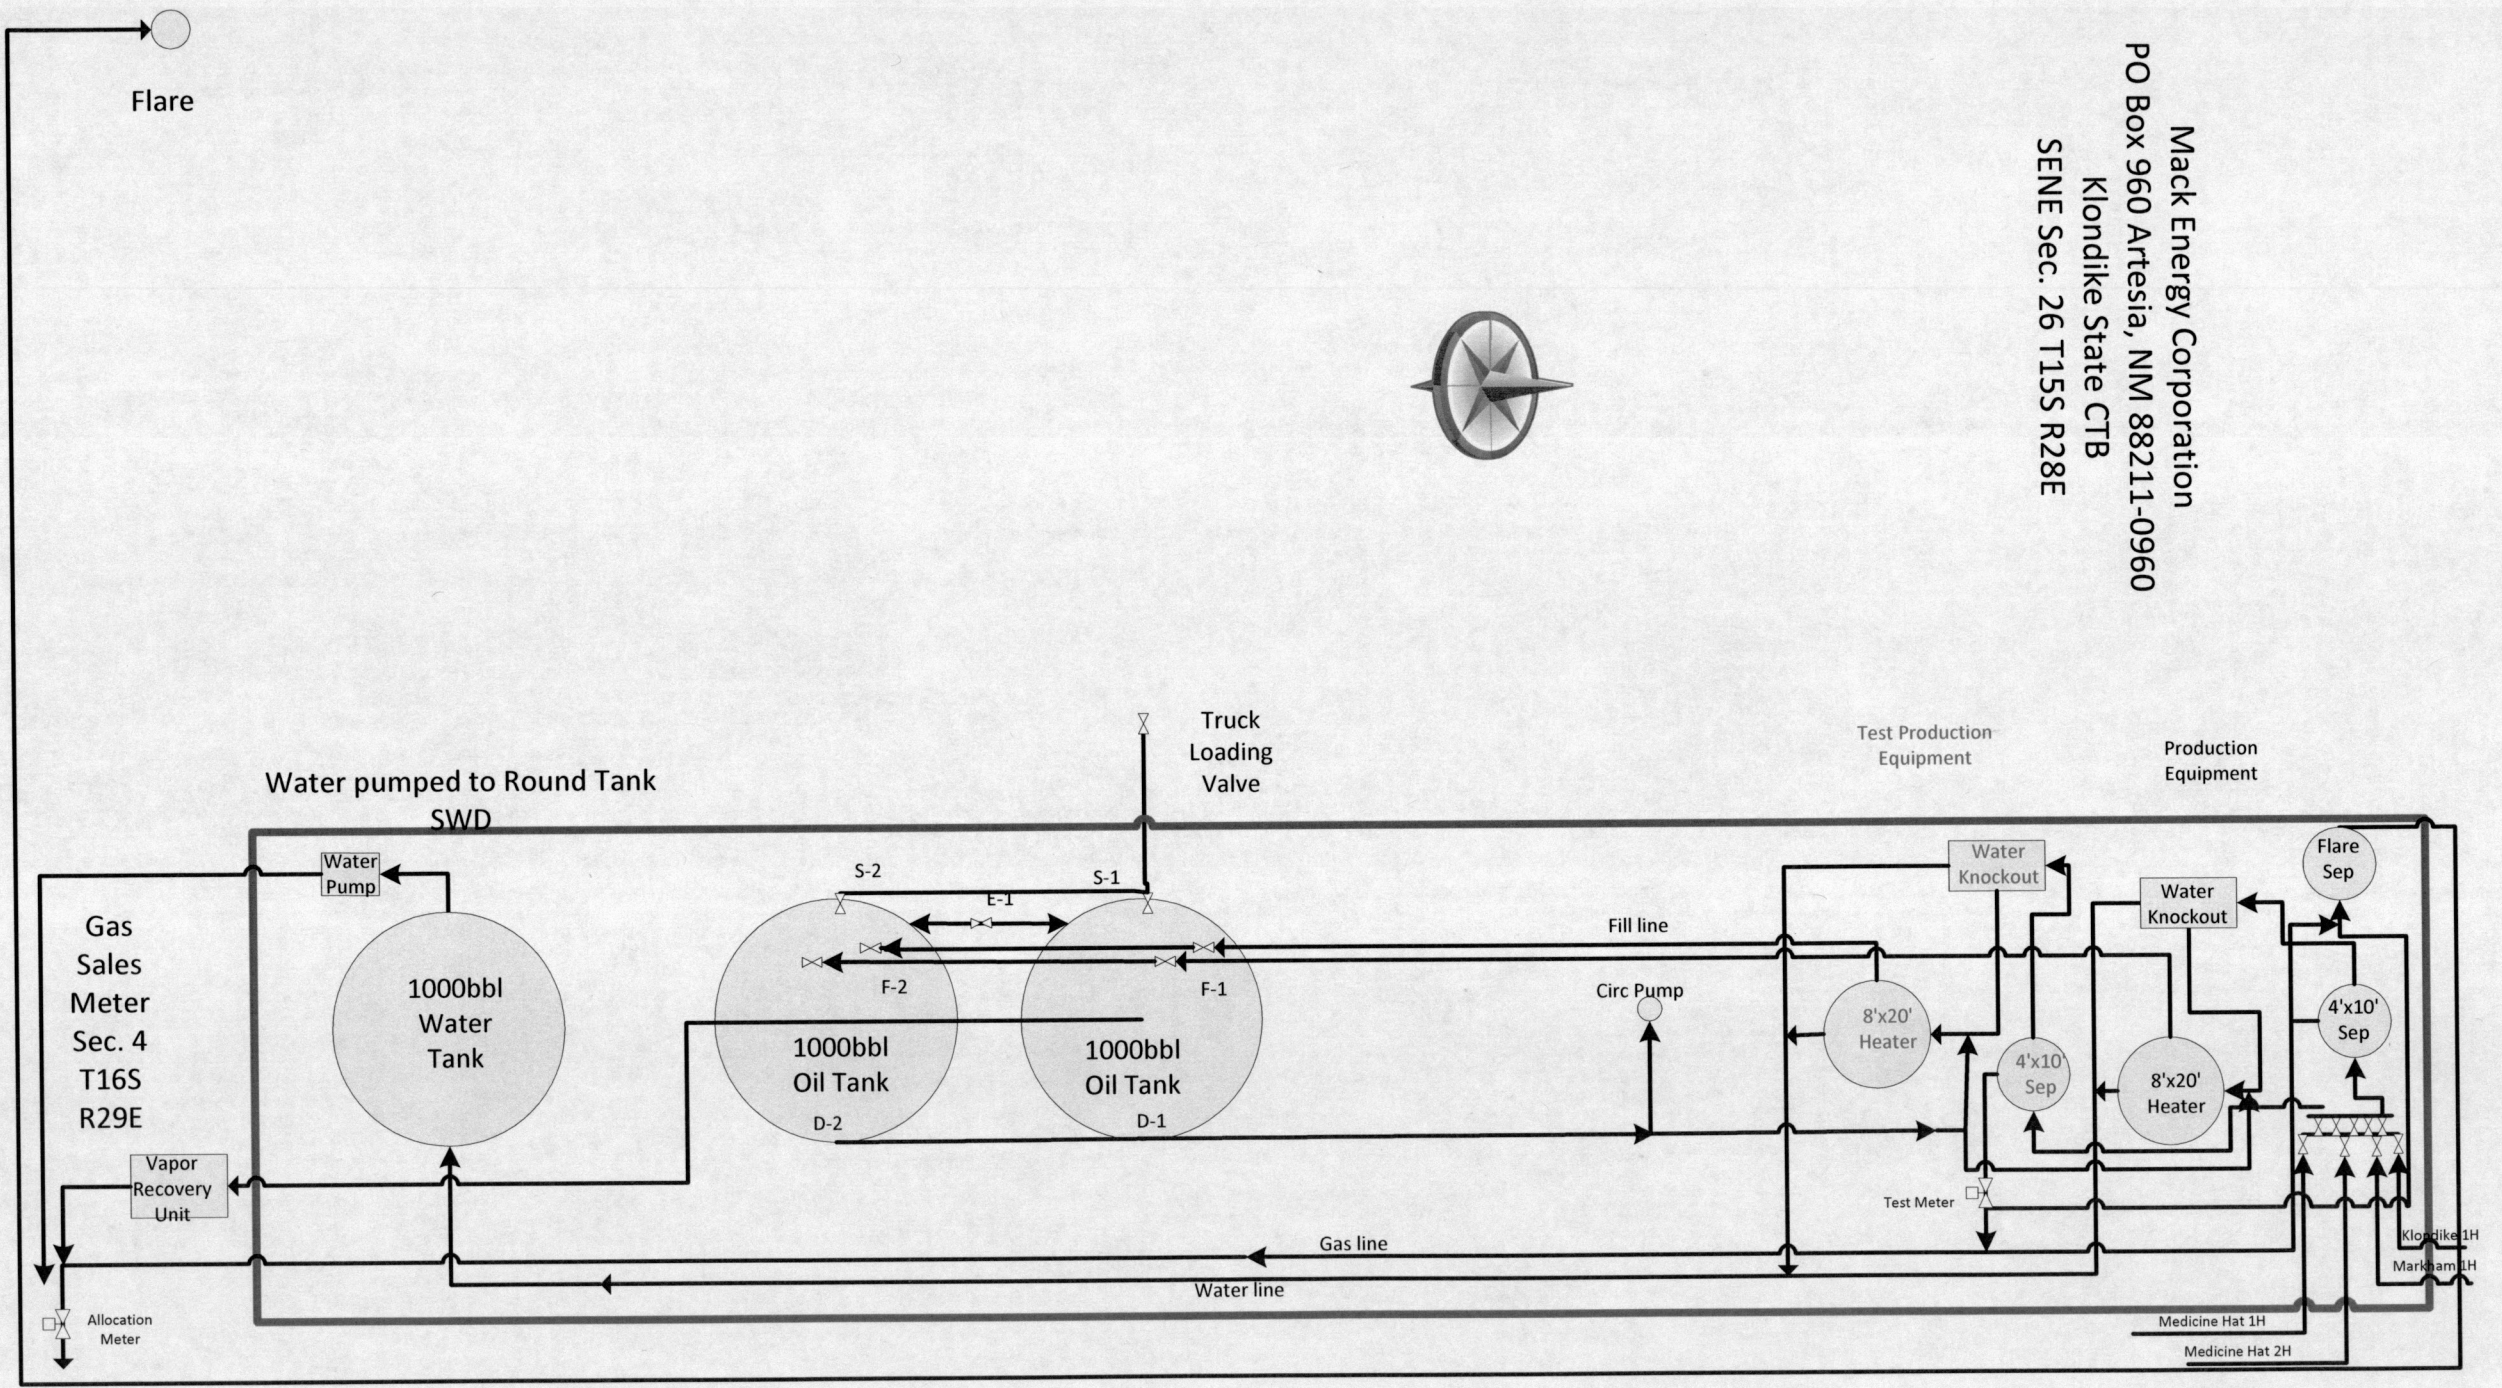 Flare
Mack Energy Corporation
PO Box 960 Artesia, NM 88211-0960
Klondike State CTB
SENE Sec. 26 T15S R28E
Truck
Loading
Valve
Test Production
Equipment
Production
Equipment
Water pumped to Round Tank
SWD
Water
Pump
S-2
S-1
E-1
Water
Knockout
Water
Knockout
Flare
Sep
Gas
Sales
Meter
Sec. 4
T16S
R29E
1000bbl
Water
Tank
Fill line
F-2
F-1
Circ Pump
1000bbl
Oil Tank
1000bbl
Oil Tank
D-2
D-1
8'x20'
Heater
4'x10'
Sep
8'x20'
Heater
4'x10'
Sep
Vapor
Recovery
Unit
Test Meter
Gas line
Water line
Klondike 1H
Markham 1H
Allocation
Meter
Medicine Hat 1H
Medicine Hat 2H